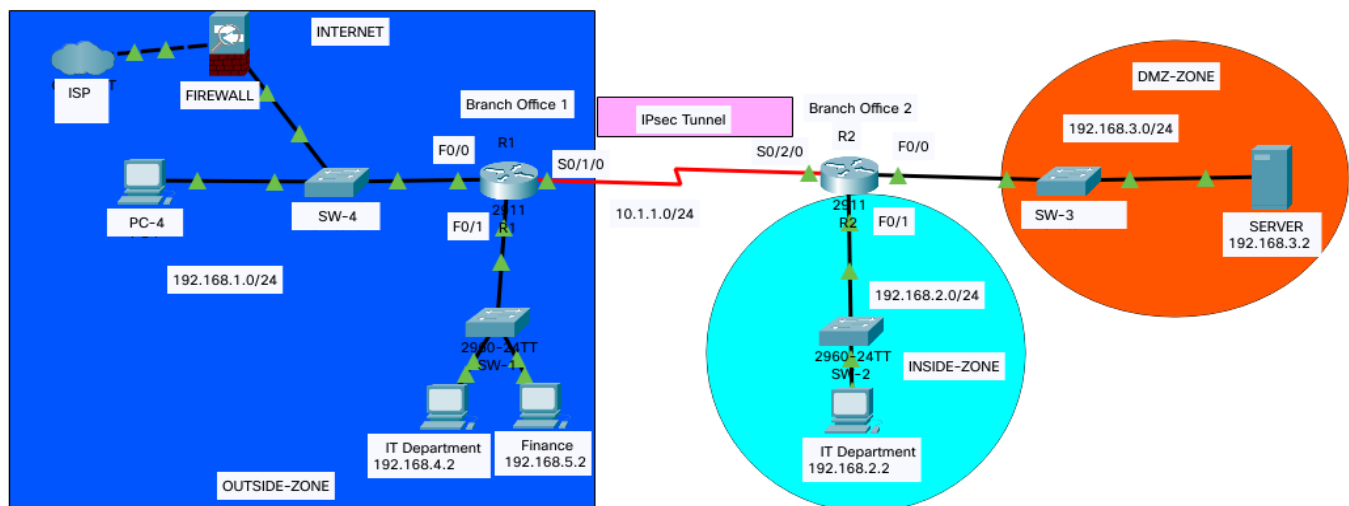 INTERNET
ISP
FIREWALL
Branch Office 1
IPsec Tunnel
Branch Office 2
DMZ-ZONE
192.168.3.0/24
R1
R2
F0/0
S0/1/0
S0/2/0
F0/0
PC-4
SW-4
F0/1
2911
R1
10.1.1.0/24
2911
R2
F0/1
SW-3
SERVER
192.168.3.2
192.168.1.0/24
192.168.2.0/24
2960-24TT
SW-1
2960-24TT
SW-2
INSIDE-ZONE
IT Department
192.168.4.2
Finance
192.168.5.2
IT Department
192.168.2.2
OUTSIDE-ZONE